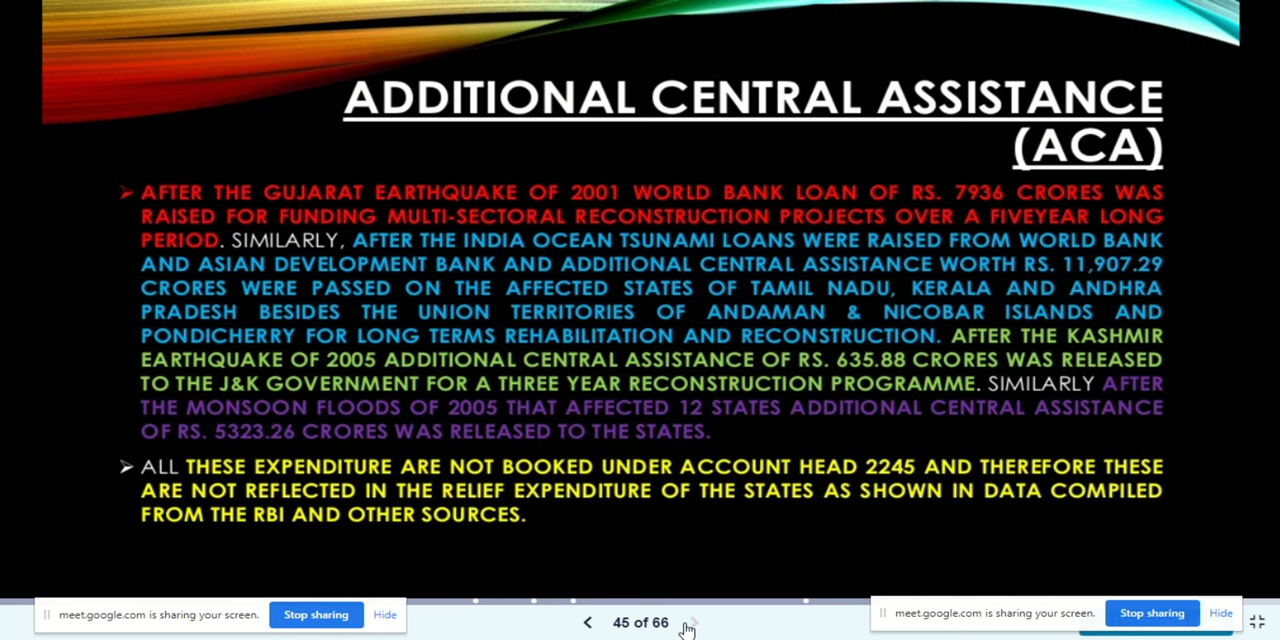 ADDITIONAL CENTRAL ASSISTANCE
(ACA)
➢ AFTER THE GUJARAT EARTHQUAKE OF 2001 WORLD BANK LOAN OF RS. 7936 CRORES WAS
RAISED FOR FUNDING MULTI-SECTORAL RECONSTRUCTION PROJECTS OVER A FIVEYEAR LONG
PERIOD. SIMILARLY, AFTER THE INDIA OCEAN TSUNAMI LOANS WERE RAISED FROM WORLD BANK
AND ASIAN DEVELOPMENT BANK AND ADDITIONAL CENTRAL ASSISTANCE WORTH RS. 11,907.29
CRORES WERE PASSED ON THE AFFECTED STATES OF TAMIL NADU, KERALA AND ANDHRA
PRADESH BESIDES THE UNION TERRITORIES OF ANDAMAN & NICOBAR ISLANDS AND
PONDICHERRY FOR LONG TERMS REHABILITATION AND RECONSTRUCTION. AFTER THE KASHMIR
EARTHQUAKE OF 2005 ADDITIONAL CENTRAL ASSISTANCE OF RS. 635.88 CRORES WAS RELEASED
TO THE J&K GOVERNMENT FOR A THREE YEAR RECONSTRUCTION PROGRAMME. SIMILARLY AFTER
THE MONSOON FLOODS OF 2005 THAT AFFECTED 12 STATES ADDITIONAL CENTRAL ASSISTANCE
OF RS. 5323.26 CRORES WAS RELEASED TO THE STATES.
➢ ALL THESE EXPENDITURE ARE NOT BOOKED UNDER ACCOUNT HEAD 2245 AND THEREFORE THESE
ARE NOT REFLECTED IN THE RELIEF EXPENDITURE OF THE STATES AS SHOWN IN DATA COMPILED
FROM THE RBI AND OTHER SOURCES.
meet.google.com is sharing your screen. Stop sharing Hide
45 of 66
meet.google.com is sharing your screen. Stop sharing Hide